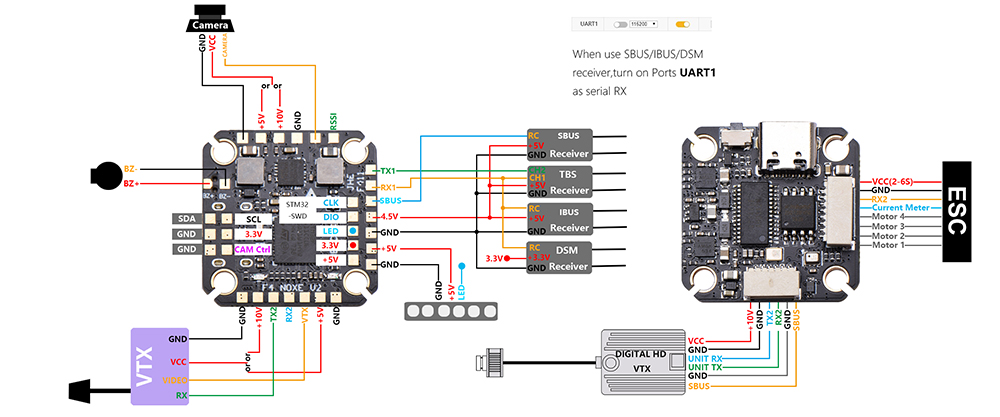 Camera
GND
VCC
CAMERA
+5V
or or
+10V
GND
RSSI
BZ-
BZ+
BZ+ BZ-
STM32
-SWD
CLK
DIO
LED
3.3V
+5V
SDA
GND
GND
SCL
3.3V
CAM Ctrl
F4 NOXE V2
TX1
RX1
SBUS
4.5V
GND
+5V
GND
GND
+10V
TX2
RX2
VTX
+5V
GND
or or
VTX
GND
VCC
VIDEO
RX
GND
+5V
LED
RC SBUS
+5V
GND Receiver
CH1 TBS
+5V
GND Receiver
RC IBUS
+5V
GND Receiver
RC DSM
3.3V +3.3V
GND Receiver
UART1 115200
When use SBUS/IBUS/DSM
receiver,turn on Ports UART1
as serial RX
ESC
VCC(2-6S)
GND
RX2
Current Meter
Motor 4
Motor 3
Motor 2
Motor 1
+10V
GND
TX2
RX2
GND
SBUS
DIGITAL HD
VTX
VCC
GND
UNIT RX
UNIT TX
GND
SBUS